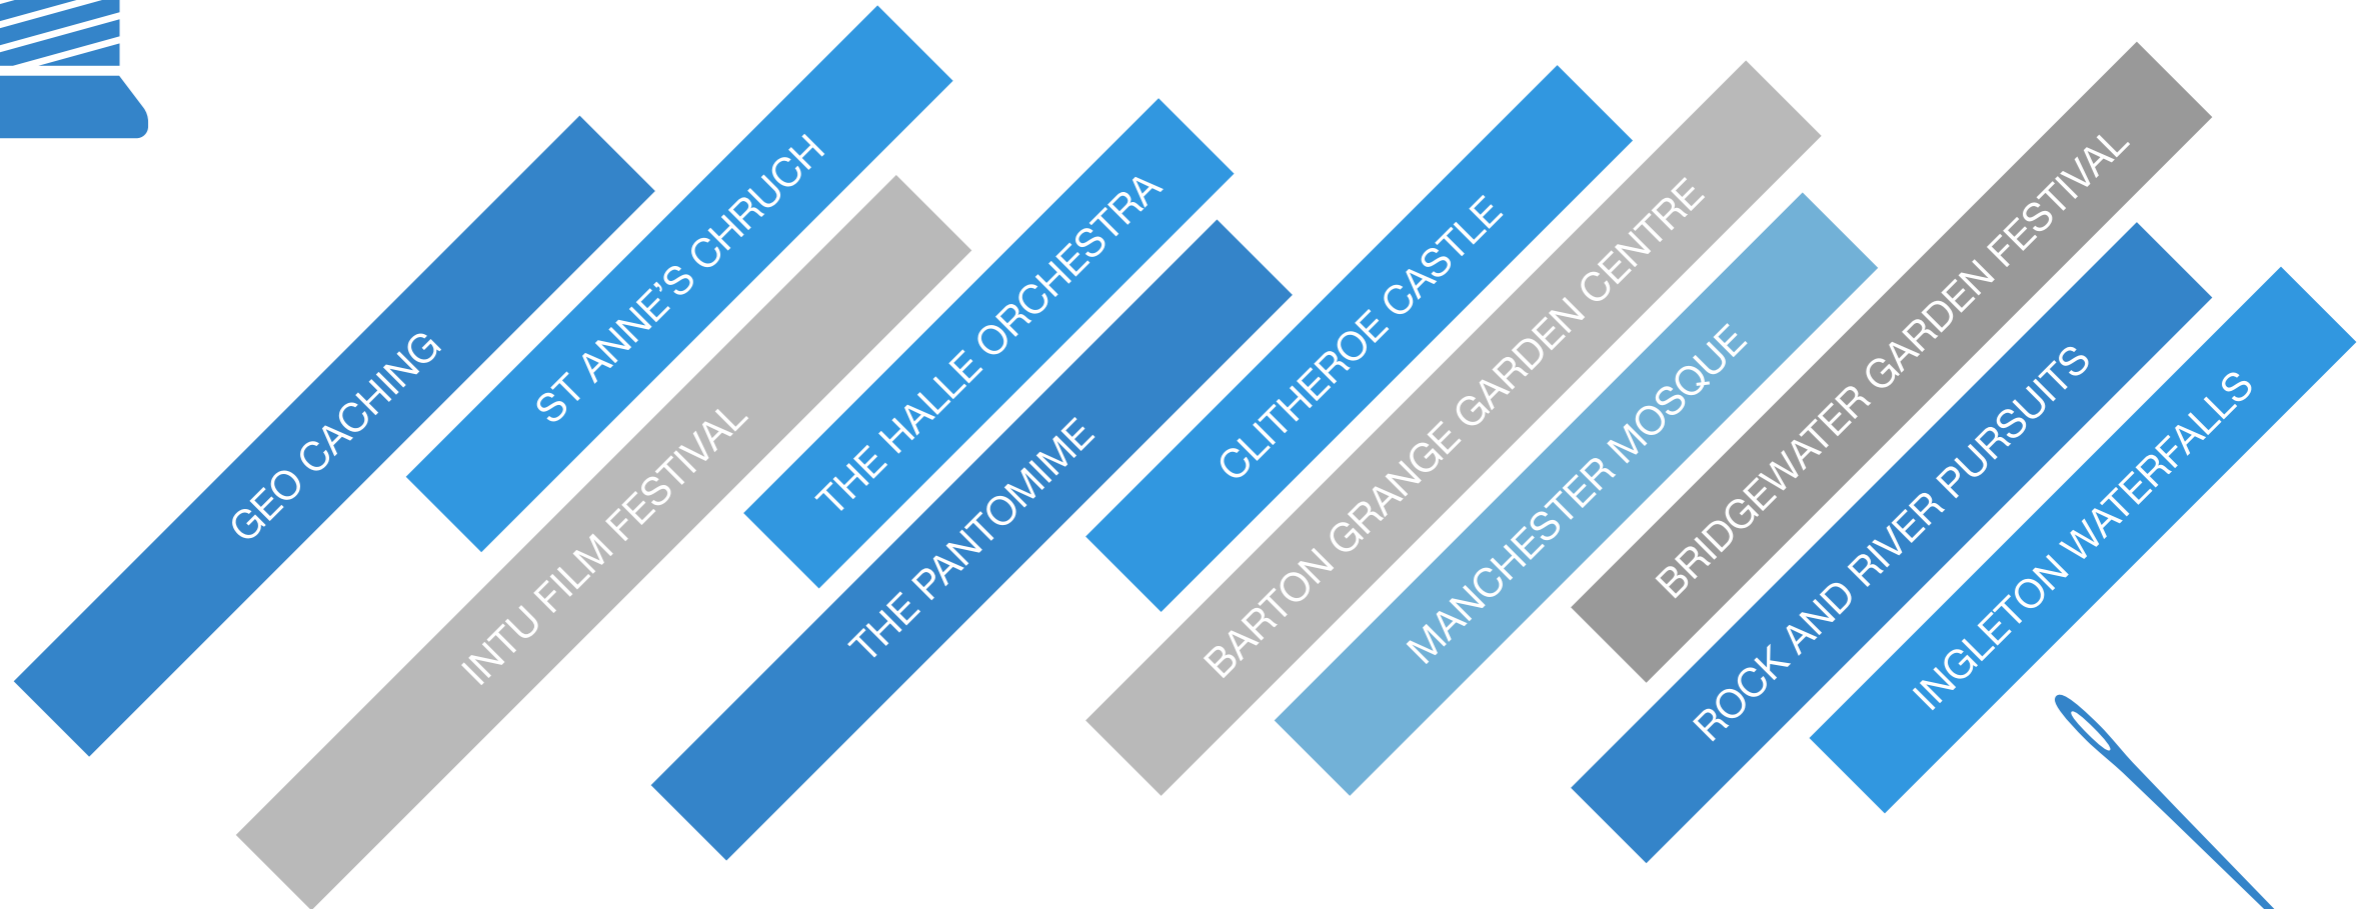 GEO CACHING
ST ANNE'S CHRUCH
INTU FILM FESTIVAL
THE HALLE ORCHESTRA
THE PANTOMIME
CLITHEROE CASTLE
BARTON GRANGE GARDEN CENTRE
MANCHESTER MOSQUE
BRIDGEWATER GARDEN FESTIVAL
ROCK AND RIVER PURSUITS
INGLETON WATERFALLS